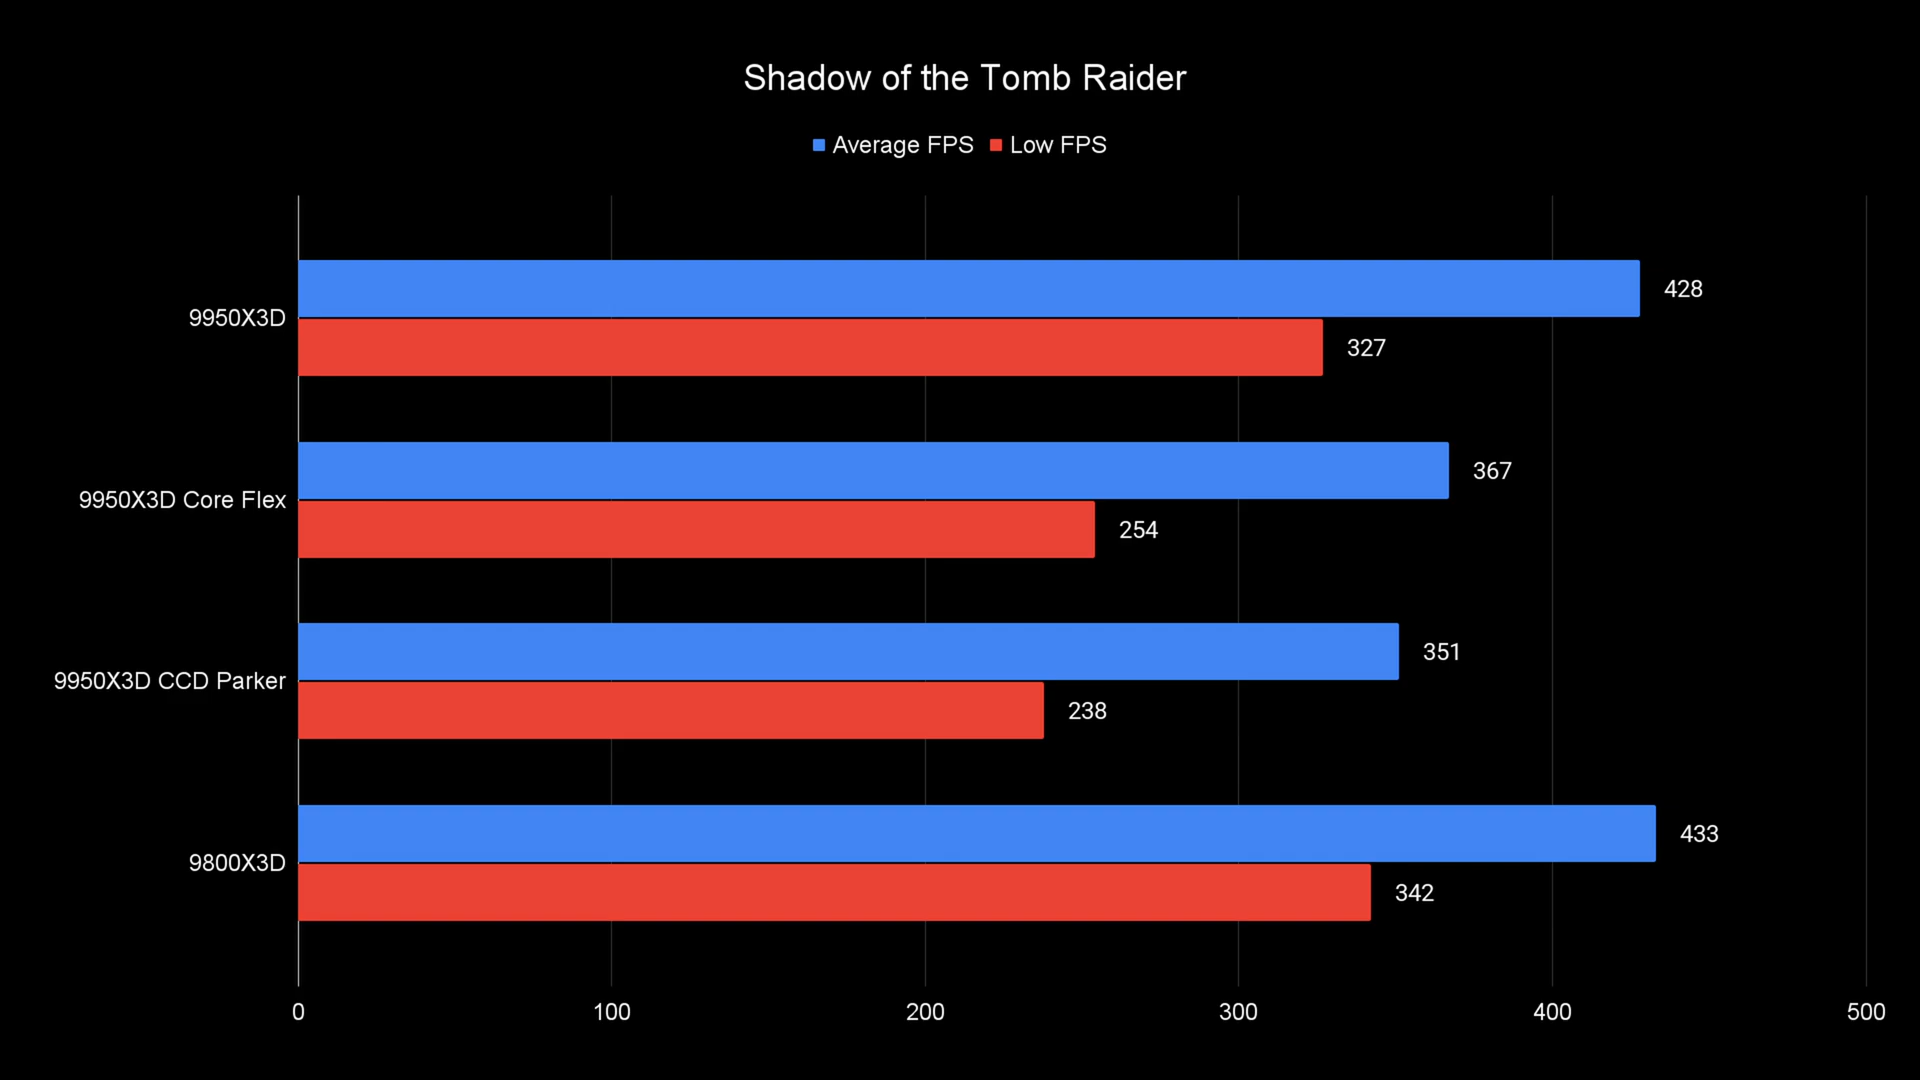 Shadow of the Tomb Raider
Average FPS Low FPS
9950X3D
428
327
9950X3D Core Flex
367
254
9950X3D CCD Parker
351
238
9800X3D
433
342
0 100 200 300 400 500